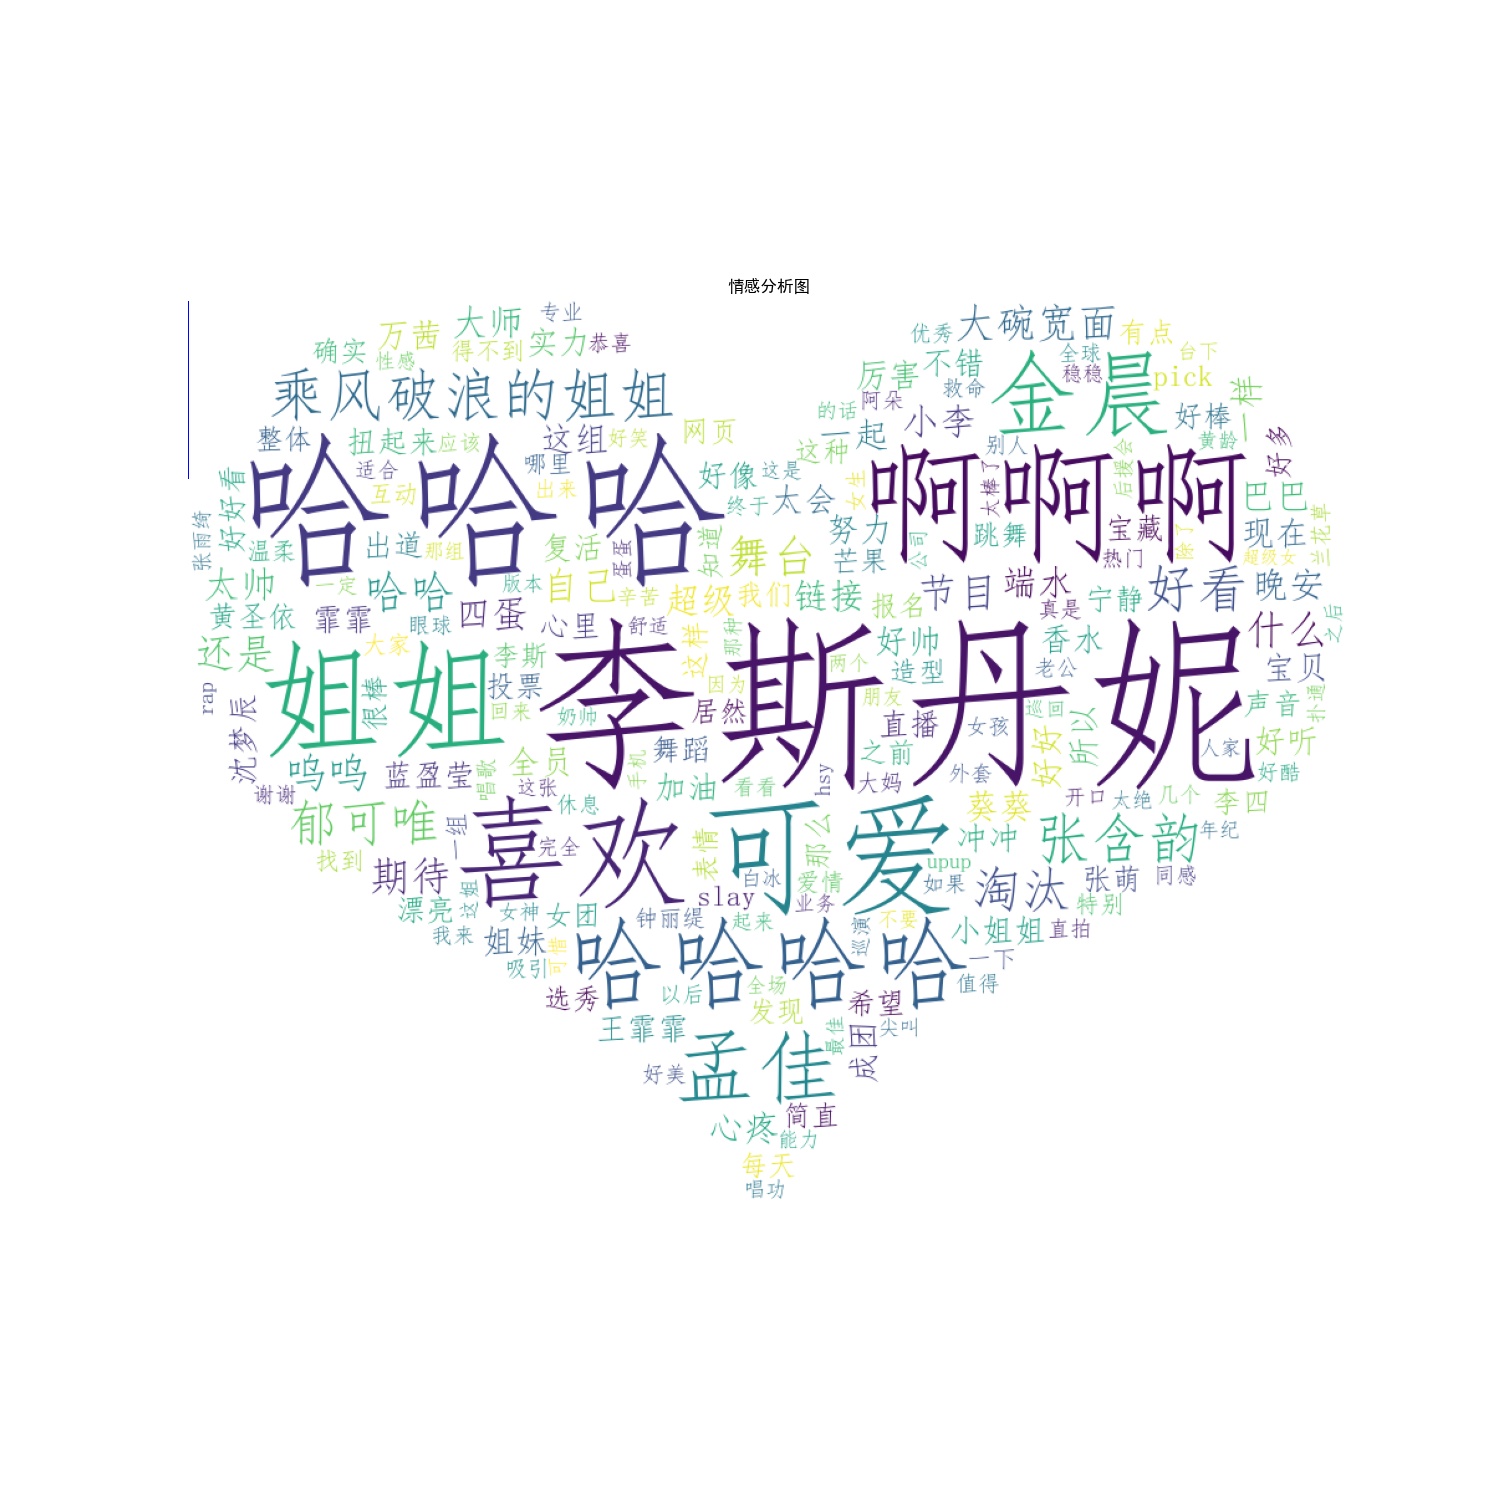 情感分析图
专业
大师
万茜
确实
性感
得不到
实力
恭喜
乘风破浪的姐姐
整体
扭起来
应该
这组
好笑
网页
适合
哪里
哈哈哈
互动
出来
好好看
张雨绮
温柔
出道
那组
复活
蛋蛋
知道
好像
这是
终于
太会
大碗宽面
优秀
有点
全球
台下
厉害
不错
稳稳
pick
救命
金晨
阿朵
的话
小李
一样
好棒
一起
别人
黄龄
后援会
好多
这种
啊啊啊
女生
太棒了
巴巴
努力
跳舞
宝藏
谢了
现在
兰花草
芒果
公司
热门
超级女
舞台
太帅
一定
哈哈
版本
自己
辛苦
超级
我们
链接
报名
节目
端水
真是
宁静
好看
晚安
之后
黄圣依
霏霏
眼球
四蛋
心里
舒适
那种
什么
还是
大家
李斯
这样
好帅
香水
造型
老公
宝贝
两个
姐姐
很棒
投票
因为
李斯丹妮
朋友
rap
沈梦辰
回来
奶帅
居然
直播
女孩
巡回
声音
扑通
呜呜
蓝盈莹
全员
舞蹈
之前
好好
所以
人家
好听
谢谢
唱歌
这张
手机
加油
看看
hsy
大妈
外套
好酷
休息
葵葵
开口
太绝
几个
李四
郁可唯
一组
喜欢
可爱
那么
冲冲
张含韵
年纪
找到
完全
表情
upup
期待
白冰
爱情
如果
淘汰
张萌
同感
漂亮
这姐
slay
业务
特别
女神
女团
钟丽缇
起来
不要
小姐姐
直拍
我来
姐妹
可惜
哈哈哈哈
巡演
一下
吸引
值得
选秀
以后
全场
希望
发现
王霏霏
最佳
尖叫
成团
好美
孟佳
心疼
简直
能力
每天
唱功